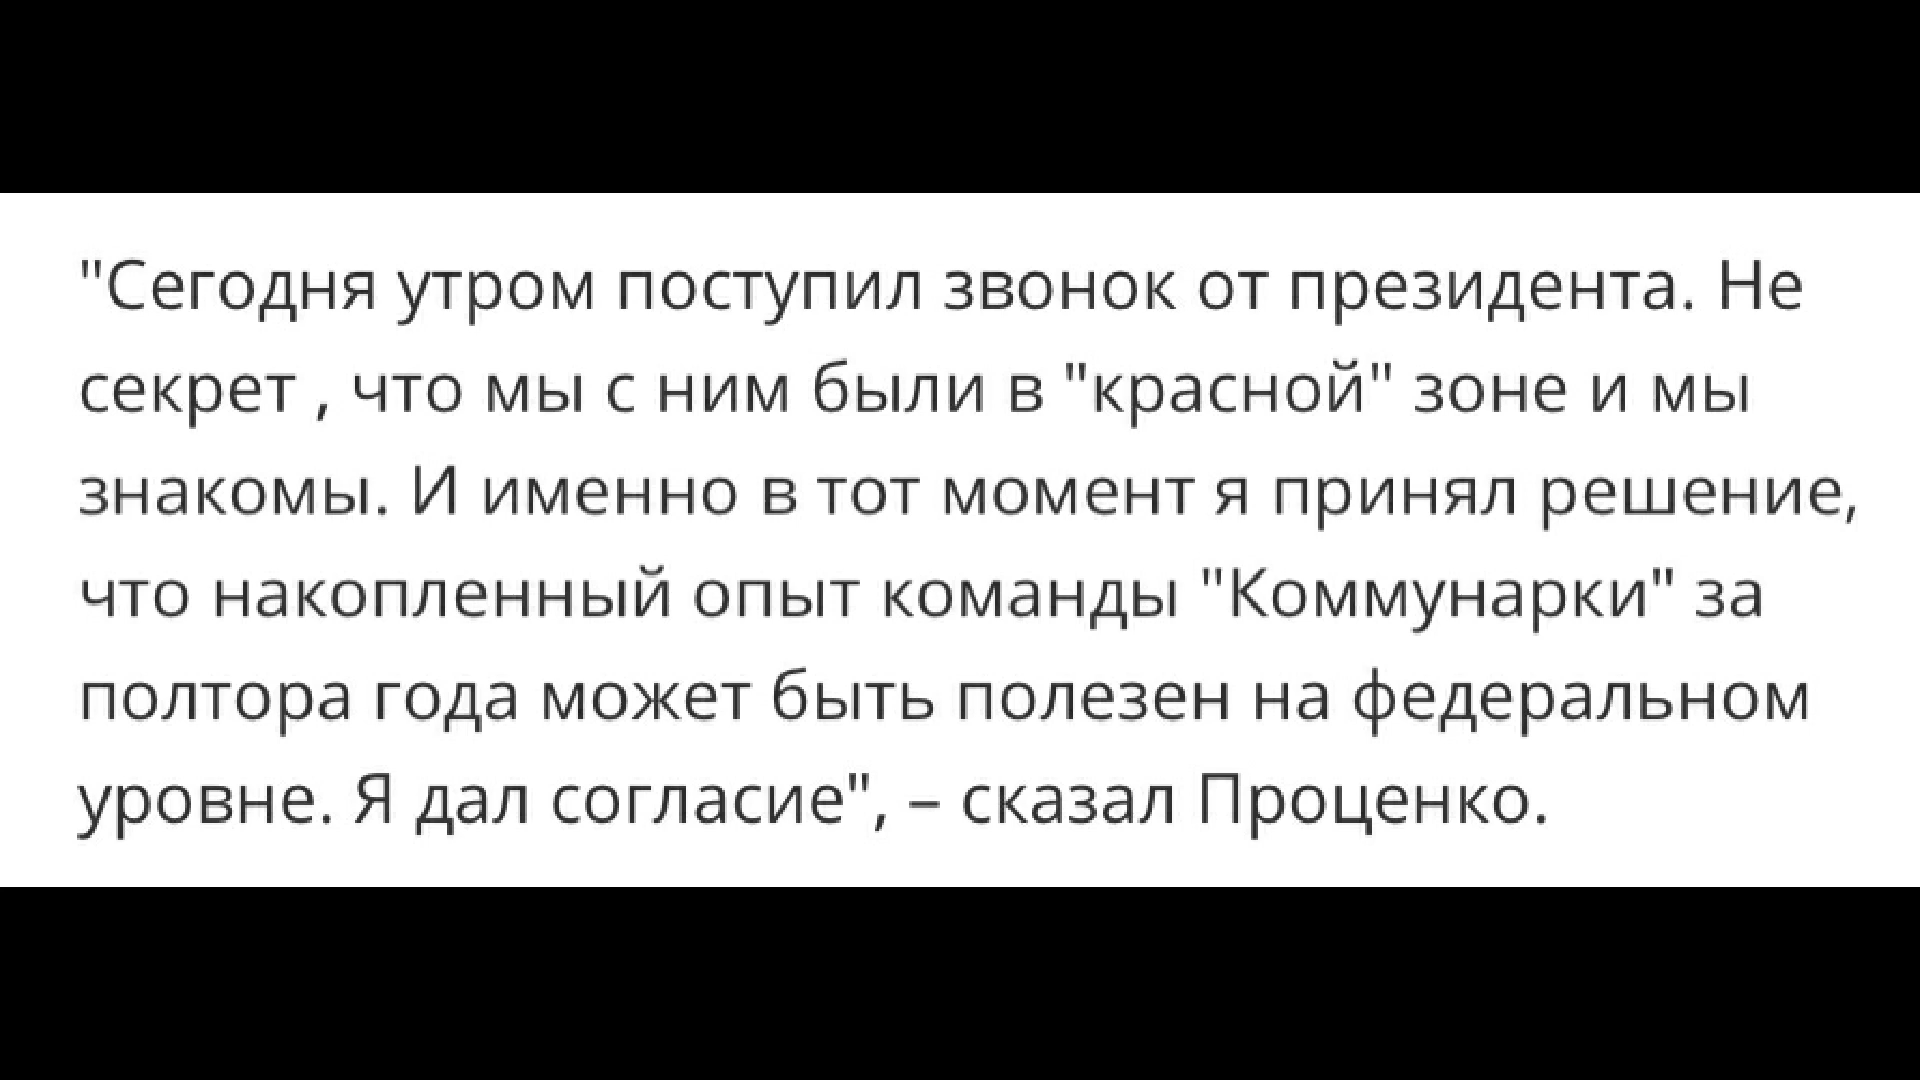 "Сегодня утром поступил звонок от президента. Не
секрет , что мы с ним были в "красной" зоне и мы
знакомы. И именно в тот момент я принял решение,
что накопленный опыт команды "Коммунарки" за
полтора года может быть полезен на федеральном
уровне. Я дал согласие", – сказал Проценко.